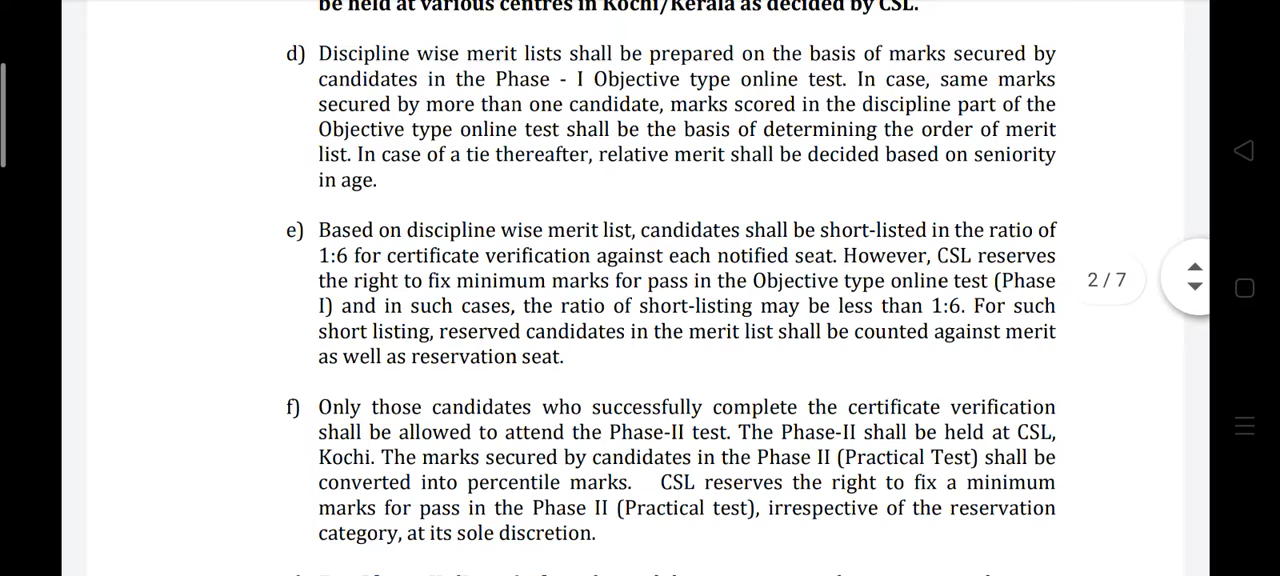 be held at various centres in Kochi/Kerala as decided by CSL.
d) Discipline wise merit lists shall be prepared on the basis of marks secured by
candidates in the Phase - I Objective type online test. In case, same marks
secured by more than one candidate, marks scored in the discipline part of the
Objective type online test shall be the basis of determining the order of merit
list. In case of a tie thereafter, relative merit shall be decided based on seniority
in age.
e) Based on discipline wise merit list, candidates shall be short-listed in the ratio of
1:6 for certificate verification against each notified seat. However, CSL reserves
the right to fix minimum marks for pass in the Objective type online test (Phase
I) and in such cases, the ratio of short-listing may be less than 1:6. For such
short listing, reserved candidates in the merit list shall be counted against merit
as well as reservation seat.
2 / 7
f) Only those candidates who successfully complete the certificate verification
shall be allowed to attend the Phase-II test. The Phase-II shall be held at CSL,
Kochi. The marks secured by candidates in the Phase II (Practical Test) shall be
converted into percentile marks. CSL reserves the right to fix a minimum
marks for pass in the Phase II (Practical test), irrespective of the reservation
category, at its sole discretion.